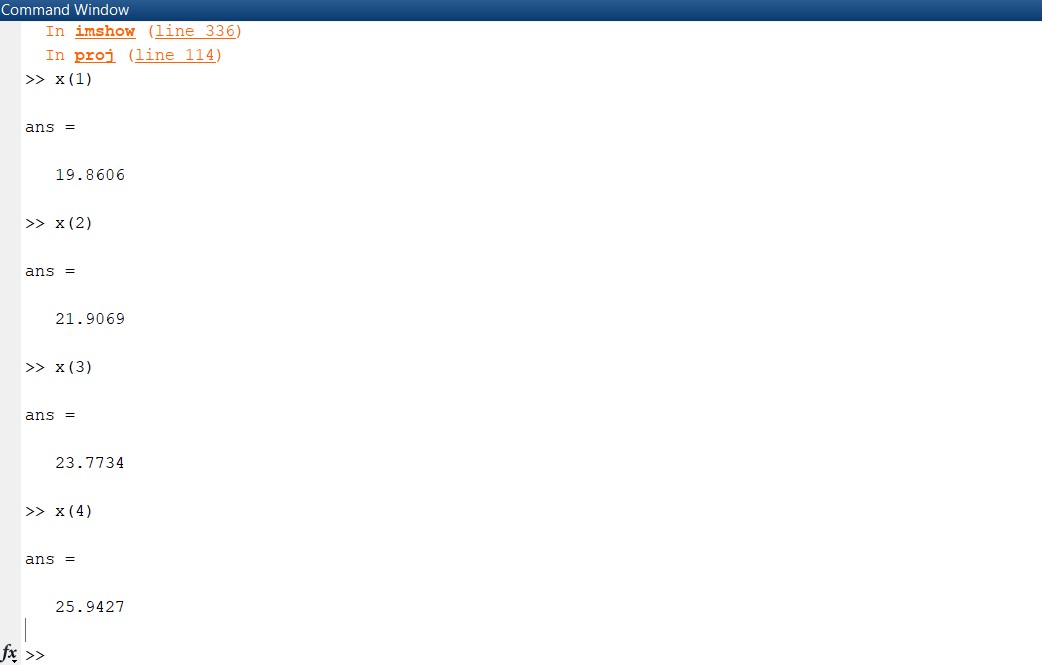 Command Window
In imshow (line 336)
In proj (line 114)
>> x(1)
ans =
19.8606
>> x(2)
ans =
21.9069
>> x(3)
ans =
23.7734
>> x(4)
ans =
25.9427
fx >>